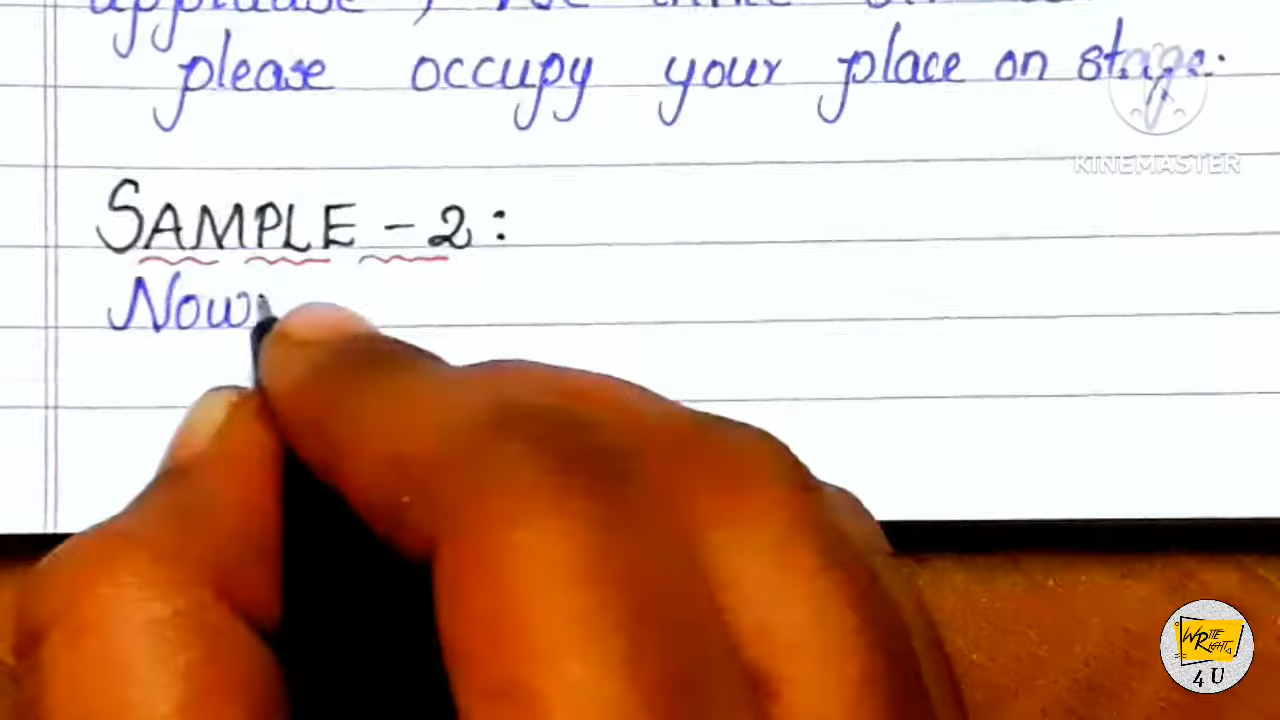 please occupy your place on stage.
KINEMASTER
SAMPLE - 2:
Now
WRITE
RIGHT
4 U